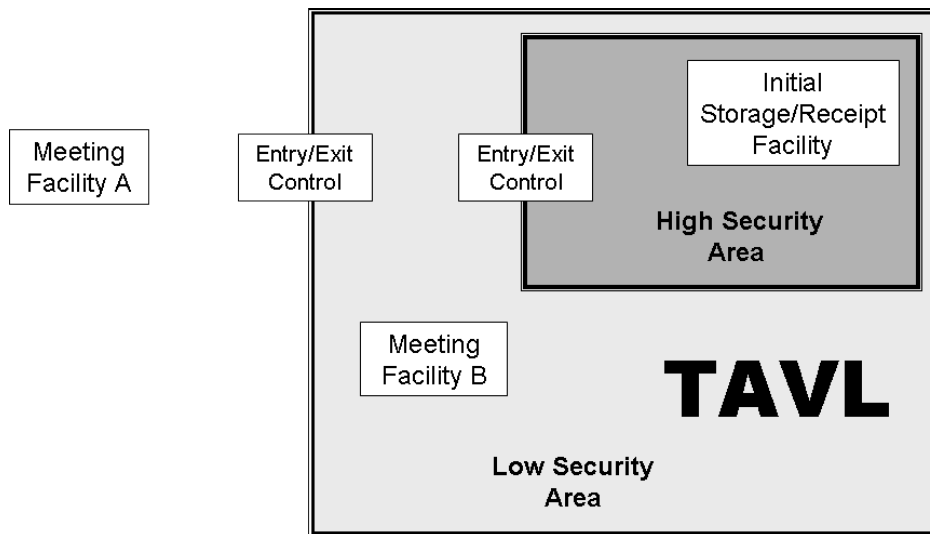 Initial
Storage/Receipt
Facility
Meeting
Facility A
Entry/Exit
Control
Entry/Exit
Control
High Security
Area
Meeting
Facility B
TAVL
Low Security
Area